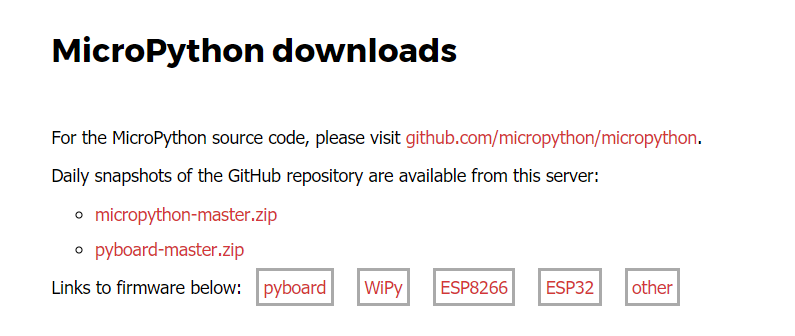 MicroPython downloads
For the MicroPython source code, please visit github.com/micropython/micropython.
Daily snapshots of the GitHub repository are available from this server:
micropython-master.zip
pyboard-master.zip
Links to firmware below: pyboard WiPy ESP8266 ESP32 other